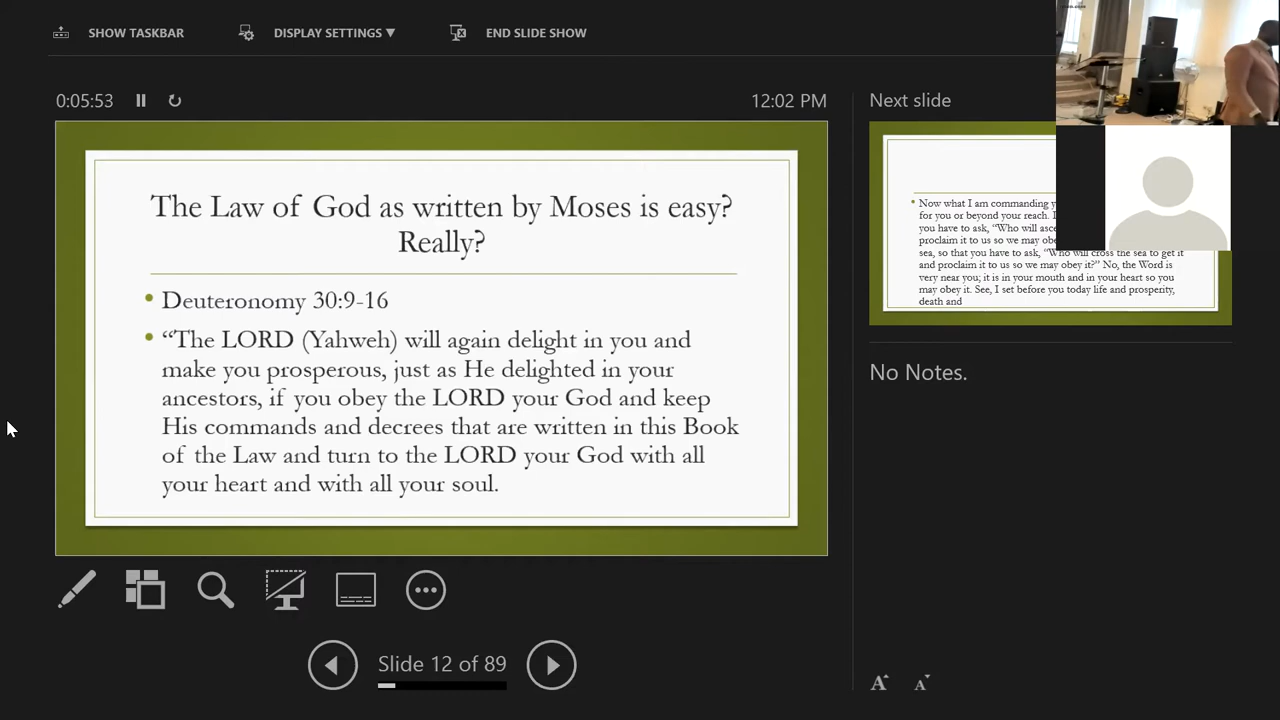 SHOW TASKBAR
DISPLAY SETTINGS ▼
END SLIDE SHOW
0:05:53
12:02 PM
Next slide
The Law of God as written by Moses is easy?
Really?
• Deuteronomy 30:9-16
• “The LORD (Yahweh) will again delight in you and
make you prosperous, just as He delighted in your
ancestors, if you obey the LORD your God and keep
His commands and decrees that are written in this Book
of the Law and turn to the LORD your God with all
your heart and with all your soul.
• Now what I am commanding
for you or beyond your reach.
you have to ask, “Who will
proclaim it to us so we may
sea, so that you have to ask, “Who will cross the sea to get it
and proclaim it to us so we may obey it?” No, the Word is
very near you; it is in your mouth and in your heart so you
may obey it. See, I set before you today life and prosperity,
death and
No Notes.
Slide 12 of 89
A A